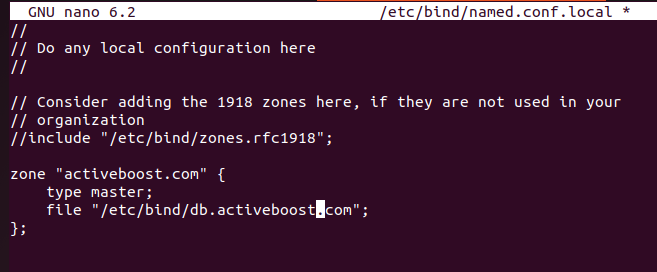 GNU nano 6.2 /etc/bind/named.conf.local *
//
// Do any local configuration here
//
// Consider adding the 1918 zones here, if they are not used in your
// organization
//include "/etc/bind/zones.rfc1918";
zone "activeboost.com" {
    type master;
    file "/etc/bind/db.activeboost.com";
};